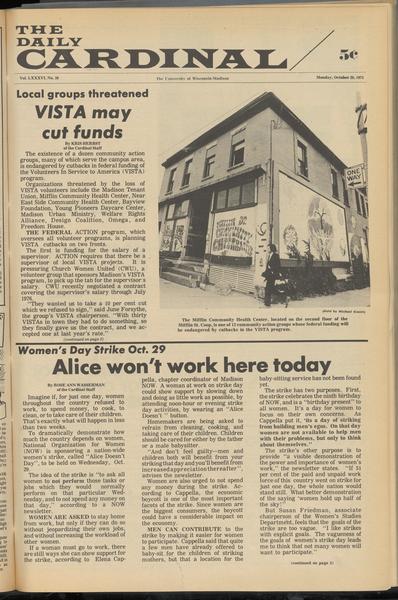 THE
DAILY
CARDINAL
5¢
Vol. LXXXVI, No.
The University of Wisconsin-Madison
Monday, October 20, 1975
Local groups threatened
VISTA may
cut funds
By KRIS HERBST
of the Cardinal Staff
The existence of a dozen community action
groups, many of which serve the campus area,
is endangered by cutbacks in federal funding of
the Volunteers In Service to America (VISTA)
program.
Organizations threatened by the loss of
VISTA volunteers include the Madison Tenant
Union, Mifflin Community Health Center, Near
East Side Community Health Center, Bayview
Foundation, Young Pioneers Daycare Center,
Madison Urban Ministry, Welfare Rights
Alliance, Design Coalition, Omega, and
Freedom House.
THE FEDERAL ACTION program, which
oversees all volunteer programs, is planning
VISTA cutbacks on two fronts.
The first is funding for the salary of a
supervisor. ACTION requires that there be a
supervisor of local VISTA projects. It is
pressuring Church Women United (CWU), a
volunteer group that sponsors Madison's VISTA
program, to pick up the tab for the supervisor's
salary. CWU recently negotiated a contract
covering the supervisor's salary through July
1976.
"They wanted us to take a 10 per cent cut
which we refused to sign," said June Forsythe,
the group's VISTA chairperson. "With thirty
VISTAs in town they had to do something, so
they finally gave us the contract, and we ac-
cepted one at last year's rate."
(continued on page 2)
ONE
WAY
photo by Michael
The Mifflin Community Health Center, located on the second floor of the
Mifflin St. Coop, is one of 12 community action groups whose federal funding will
be endangered by cutbacks in the VISTA program.
Women's Day Strike Oct. 29
Alice won't work here today
By ROSE ANN WASSERMAN
of the Cardinal Staff
Imagine if, for just one day, women
throughout the country refused to
work, to spend money, to cook, to
clean, or to take care of their children.
That's exactly what will happen in less
than two weeks.
To dramatically demonstrate how
much the country depends on women,
National Organization for Women
(NOW) is sponsoring a nation-wide
women's strike, called "Alice Doesn't
Day", to be held on Wednesday, Oct.
29.
The idea of the strike is "to ask all
women to not perform those tasks or
jobs which they would normally
perform on that particular Wed-
nesday, and to not spend any money on
that day," according to a NOW
newsletter.
WOMEN ARE ASKED to stay home
from work, but only if they can do so
without jeopardizing their own jobs,
and without increasing the workload of
other women.
If a woman must go to work, there
are still ways she can show support for
the strike, according to Elena Cap-
pella, chapter coordinator of Madison
NOW. A woman at work on strike day
could show support by slowing down
and doing as little work as possible, by
attending noon-hour or evening strike
day activities, by wearing an "Alice
Doesn't" button.
Homemakers are being asked to
refrain from cleaning, cooking, and
taking care of their children. Children
should be cared for either by the father
or a male babysitter.
"And don't feel guilty—men and
children both will benefit from your
striking that day and you'll benefit from
increased appreciation thereafter",
advises the newsletter.
Women are also urged to not spend
any money during the strike. Ac-
cording to Cappella, the economic
boycott is one of the most important
facets of the strike. Since women are
the biggest consumers, the boycott
could have a considerable impact on
the economy.
MEN CAN CONTRIBUTE to the
strike by making it easier for women
to participate. Cappella said that quite
a few men have already offered to
baby-sit for the children of striking
mothers, but that a location for the
baby-sitting service has not been found
yet.
The strike has two purposes. First,
the strike celebrates the ninth birthday
of NOW, and is a "birthday present" to
all women. It's a day for women to
focus on their own concerns. As
Cappella put it, "its a day of striking
from building men's egos. On that day
women are not available to help men
with their problems, but only to think
about themselves."
The strike's other purpose is to
provide "a visible demonstration of
the power and importance of women's
work," the newsletter states. "If 51
per cent of the paid and unpaid work
force of this country went on strike for
just one day, the whole nation would
stand still. What better demonstration
of the saying 'women hold up half of
the sky'."
But Susan Friedman, associate
chairperson of the Women's Studies
Department, feels that the goals of the
strike are too vague. "I like strikes
with explicit goals. The vagueness of
the goals of women's strike day leads
me to think that not many women will
want to participate."
(continued on page 2)